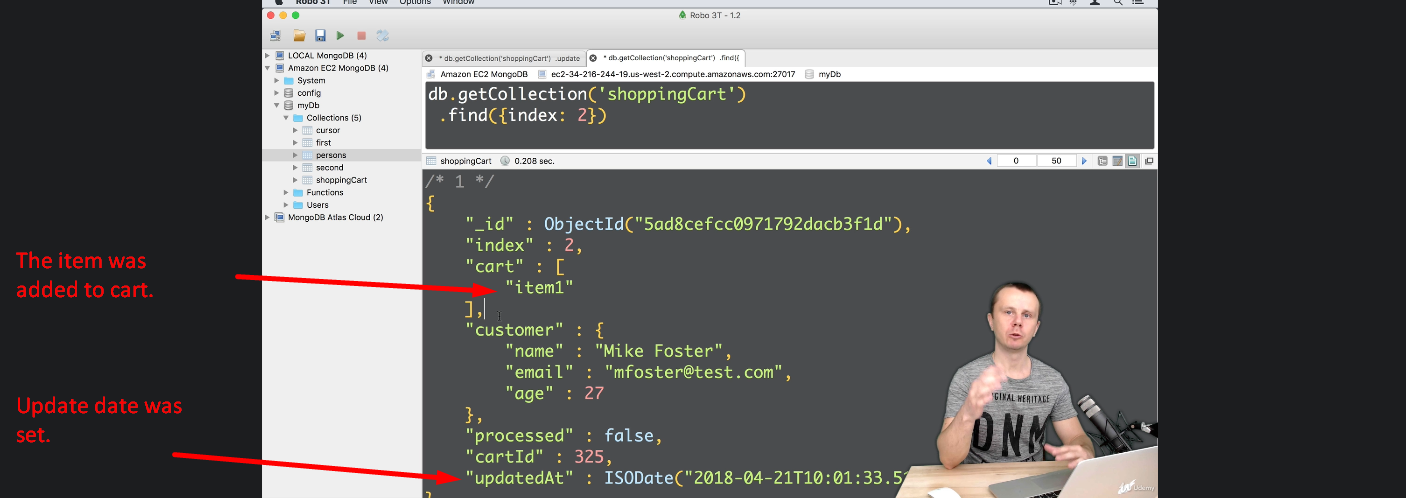 Robo 3T File View Options Window
Robo 3T - 1.2
LOCAL MongoDB (4)
Amazon EC2 MongoDB (4)
System
config
myDb
Collections (5)
cursor
first
persons
second
shoppingCart
Functions
Users
MongoDB Atlas Cloud (2)
* db.getCollection('shoppingCart') .update
* db.getCollection('shoppingCart') .find({
Amazon EC2 MongoDB ec2-34-216-244-19.us-west-2.compute.amazonaws.com:27017 myDb
db.getCollection('shoppingCart')
.find({index: 2})
shoppingCart 0.208 sec. 0 50
/* 1 */
{
"_id" : ObjectId("5ad8cefcc0971792dacb3f1d"),
"index" : 2,
"cart" : [
"item1"
],
"customer" : {
"name" : "Mike Foster",
"email" : "mfoster@test.com",
"age" : 27
},
"processed" : false,
"cartId" : 325,
"updatedAt" : ISODate("2018-04-21T10:01:33.5
The item was
added to cart.
Update date was
set.
ORIGINAL HERITAGE
DNM
Udemy